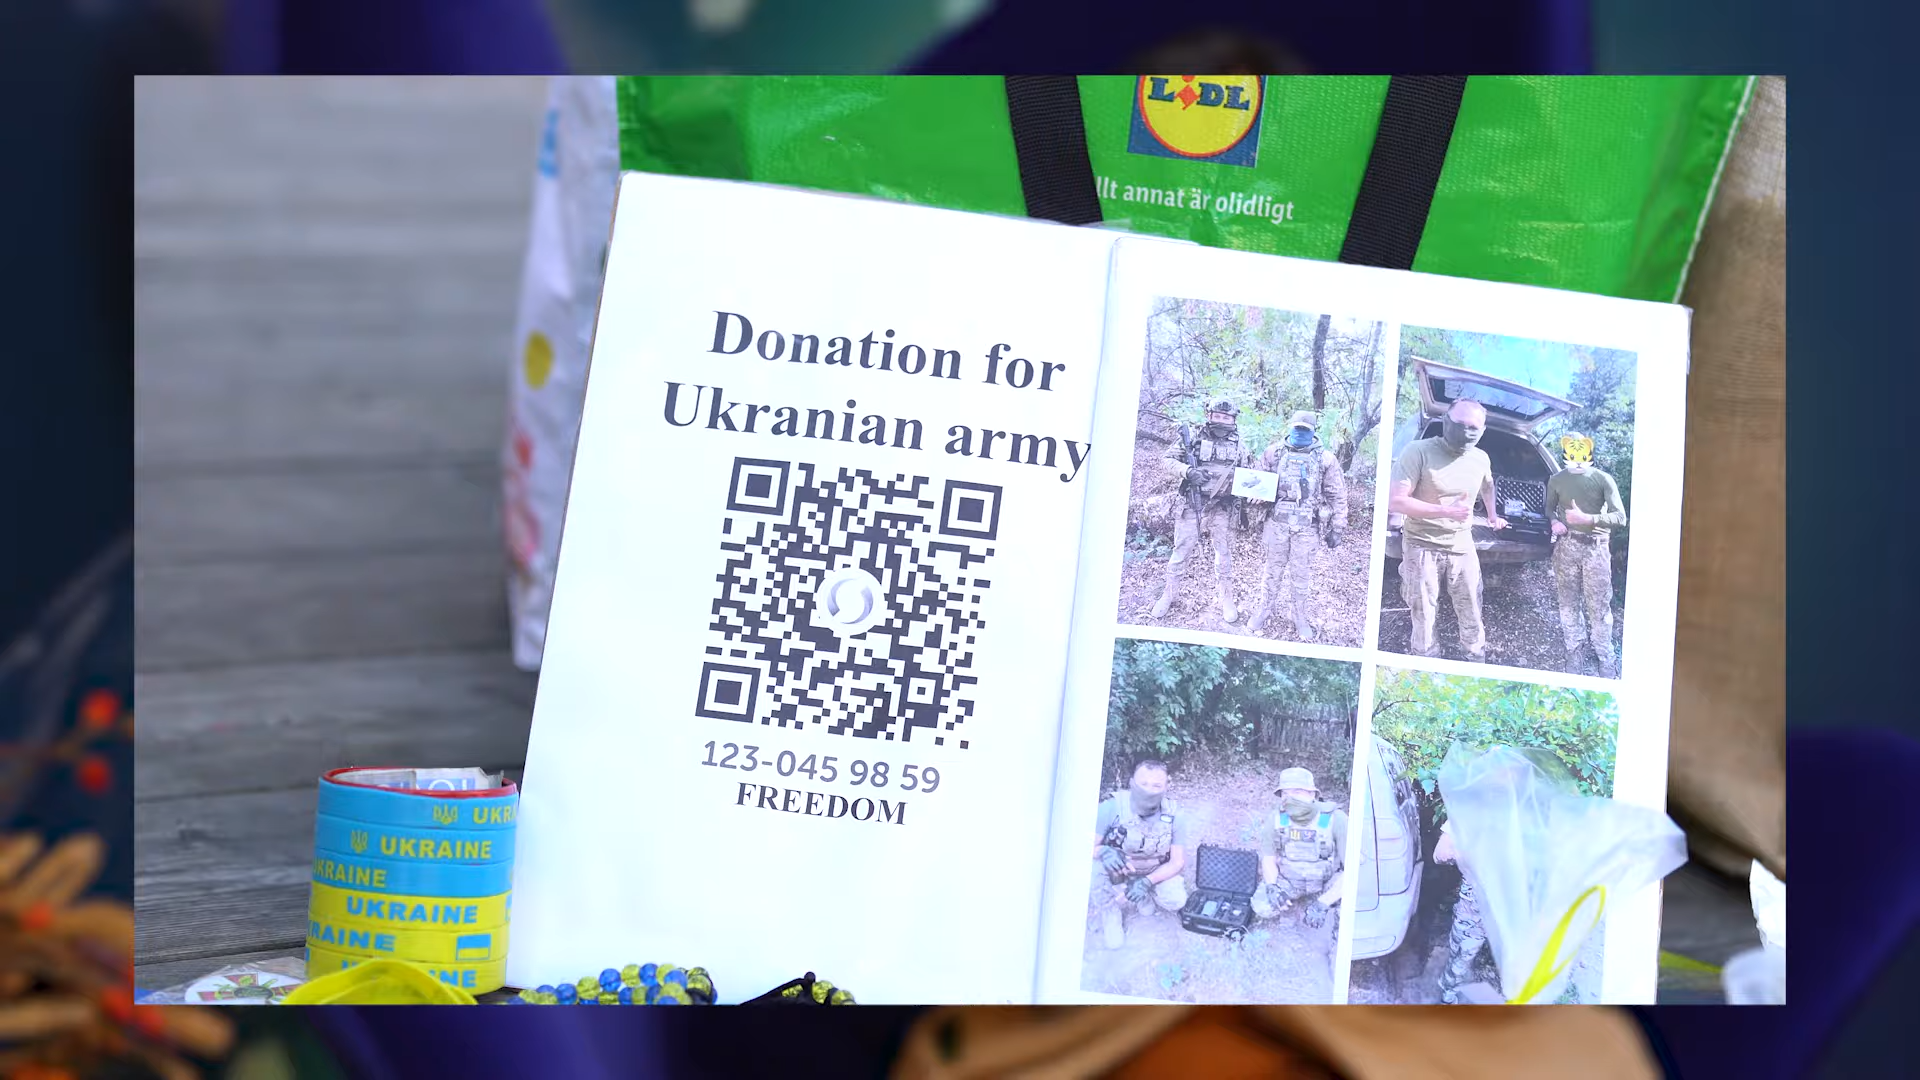 LIDL
llt annat är olidligt
Donation for
Ukranian army
123-045 98 59
FREEDOM
UKR
UKRAINE
KRAINE
UKRAINE
RAINE
NE